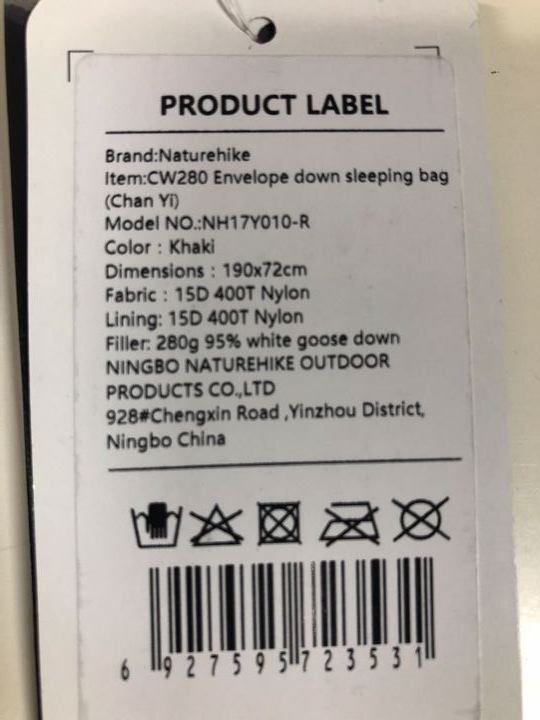 PRODUCT LABEL
Brand:Naturehike
Item:CW280 Envelope down sleeping bag
(Chan Yi)
Model NO.:NH17Y010-R
Color : Khaki
Dimensions : 190x72cm
Fabric : 15D 400T Nylon
Lining: 15D 400T Nylon
Filler: 280g 95% white goose down
NINGBO NATUREHIKE OUTDOOR
PRODUCTS CO.,LTD
928#Chengxin Road ,Yinzhou District,
Ningbo China
6 927595 723531